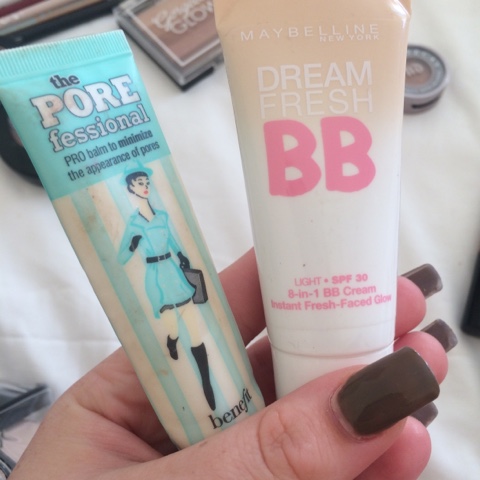 the
PORE
fessional
PRO balm to minimize
the appearance of pores
benefit
MAYBELLINE
NEW YORK
DREAM
FRESH
BB
LIGHT • SPF 30
8-in-1 BB Cream
Instant Fresh-Faced Glow
GLOW